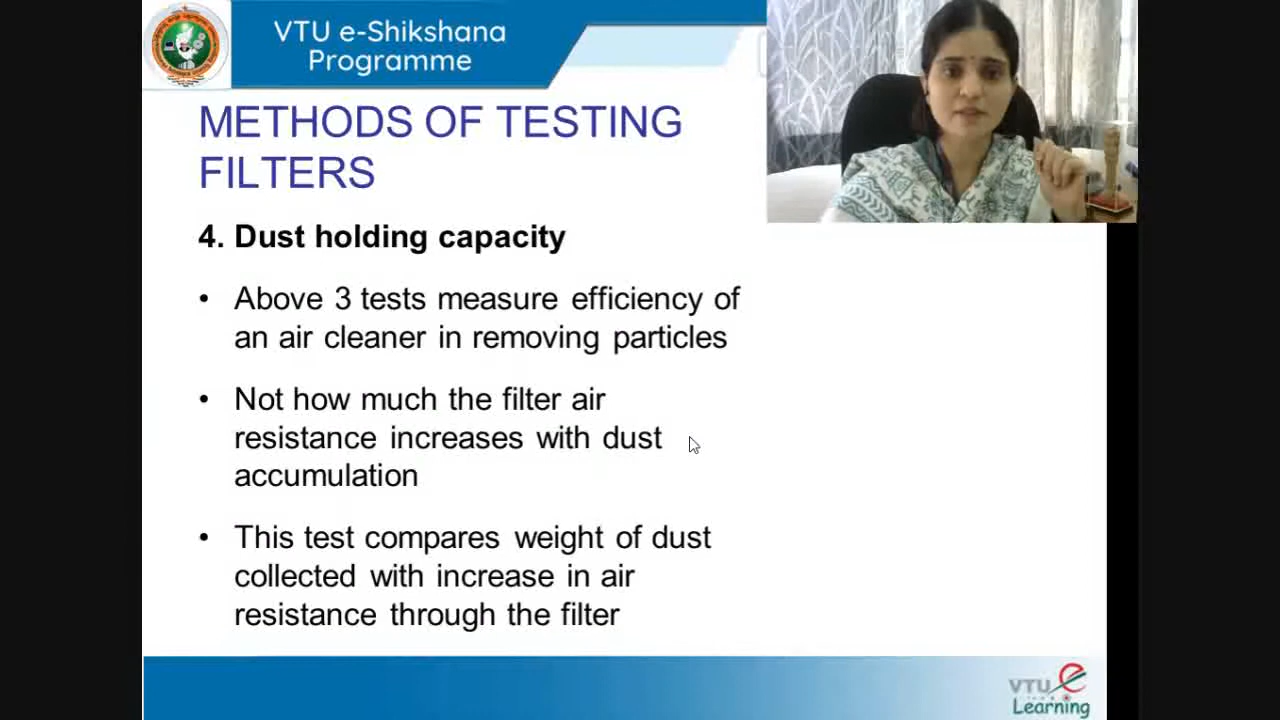 VTU e-Shikshana
Programme
METHODS OF TESTING
FILTERS
4. Dust holding capacity
• Above 3 tests measure efficiency of
an air cleaner in removing particles
• Not how much the filter air
resistance increases with dust
accumulation
• This test compares weight of dust
collected with increase in air
resistance through the filter
VTU e
Learning